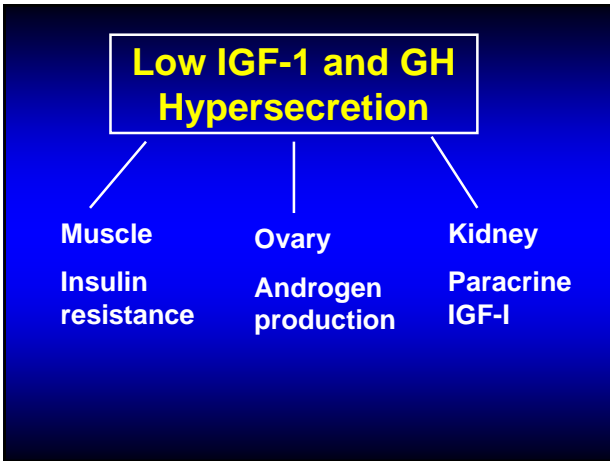 Low IGF-1 and GH
Hypersecretion
Muscle
Insulin
resistance
Ovary
Androgen
production
Kidney
Paracrine
IGF-I